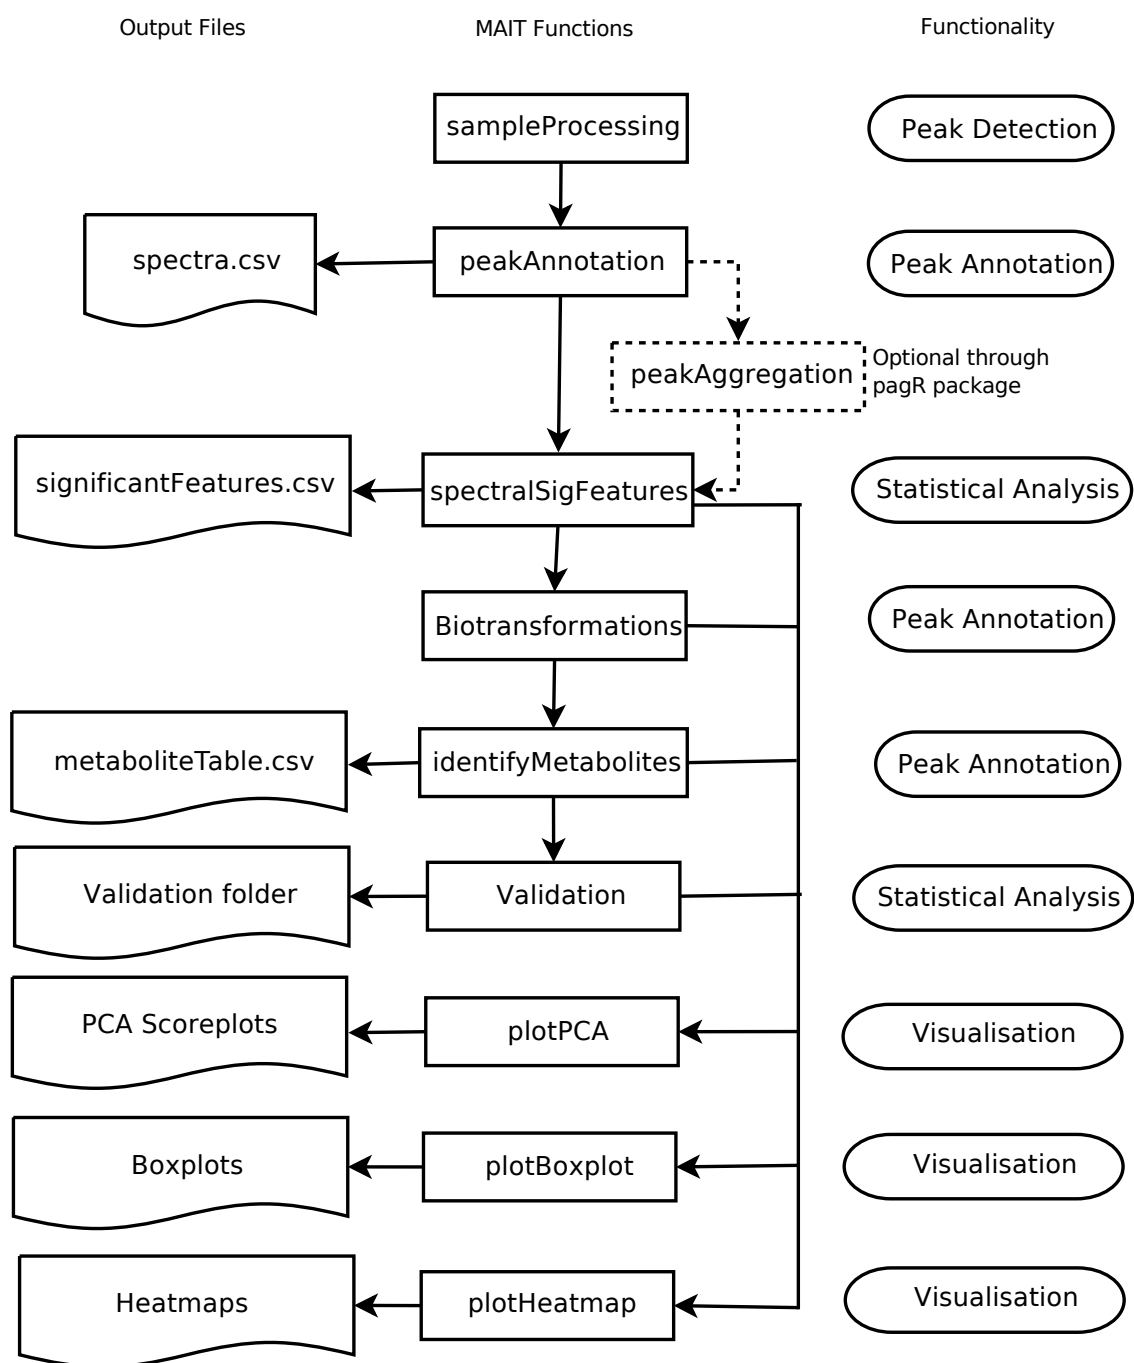 Output Files
MAIT Functions
Functionality
sampleProcessing
Peak Detection
spectra.csv
peakAnnotation
Peak Annotation
peakAggregation
Optional through
pagR package
significantFeatures.csv
spectralSigFeatures
Statistical Analysis
Biotransformations
Peak Annotation
metaboliteTable.csv
identifyMetabolites
Peak Annotation
Validation folder
Validation
Statistical Analysis
PCA Scoreplots
plotPCA
Visualisation
Boxplots
plotBoxplot
Visualisation
Heatmaps
plotHeatmap
Visualisation